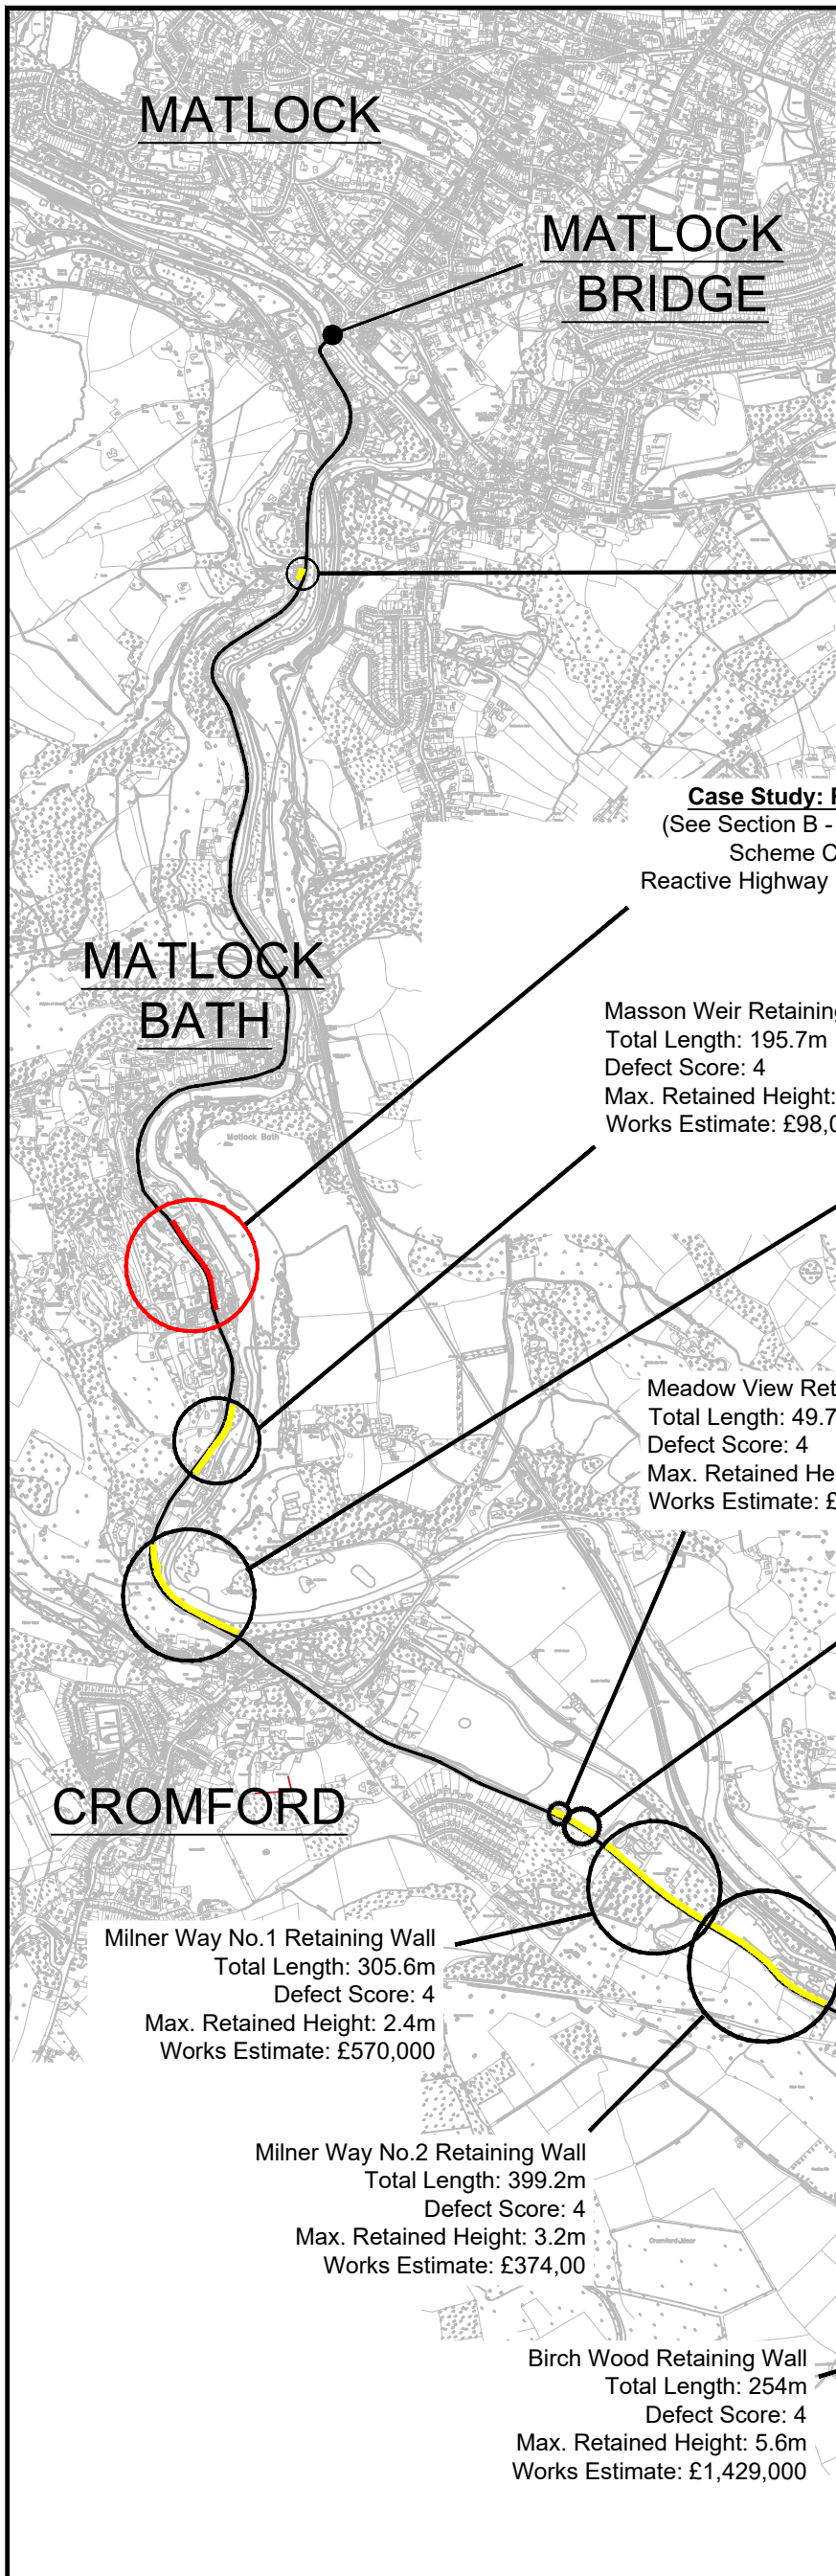 MATLOCK
MATLOCK
BRIDGE
Case Study:
(See Section B -
Scheme
Reactive Highway
MATLOCK
BATH
Masson Weir Retaining
Total Length: 195.7m
Defect Score: 4
Max. Retained Height:
Works Estimate: £98,0
Matlock Bath
Meadow View Ret
Total Length: 49.7
Defect Score: 4
Max. Retained He
Works Estimate: £
CROMFORD
Milner Way No.1 Retaining Wall
Total Length: 305.6m
Defect Score: 4
Max. Retained Height: 2.4m
Works Estimate: £570,000
Milner Way No.2 Retaining Wall
Total Length: 399.2m
Defect Score: 4
Max. Retained Height: 3.2m
Works Estimate: £374,00
Cromford Moor
Birch Wood Retaining Wall
Total Length: 254m
Defect Score: 4
Max. Retained Height: 5.6m
Works Estimate: £1,429,000